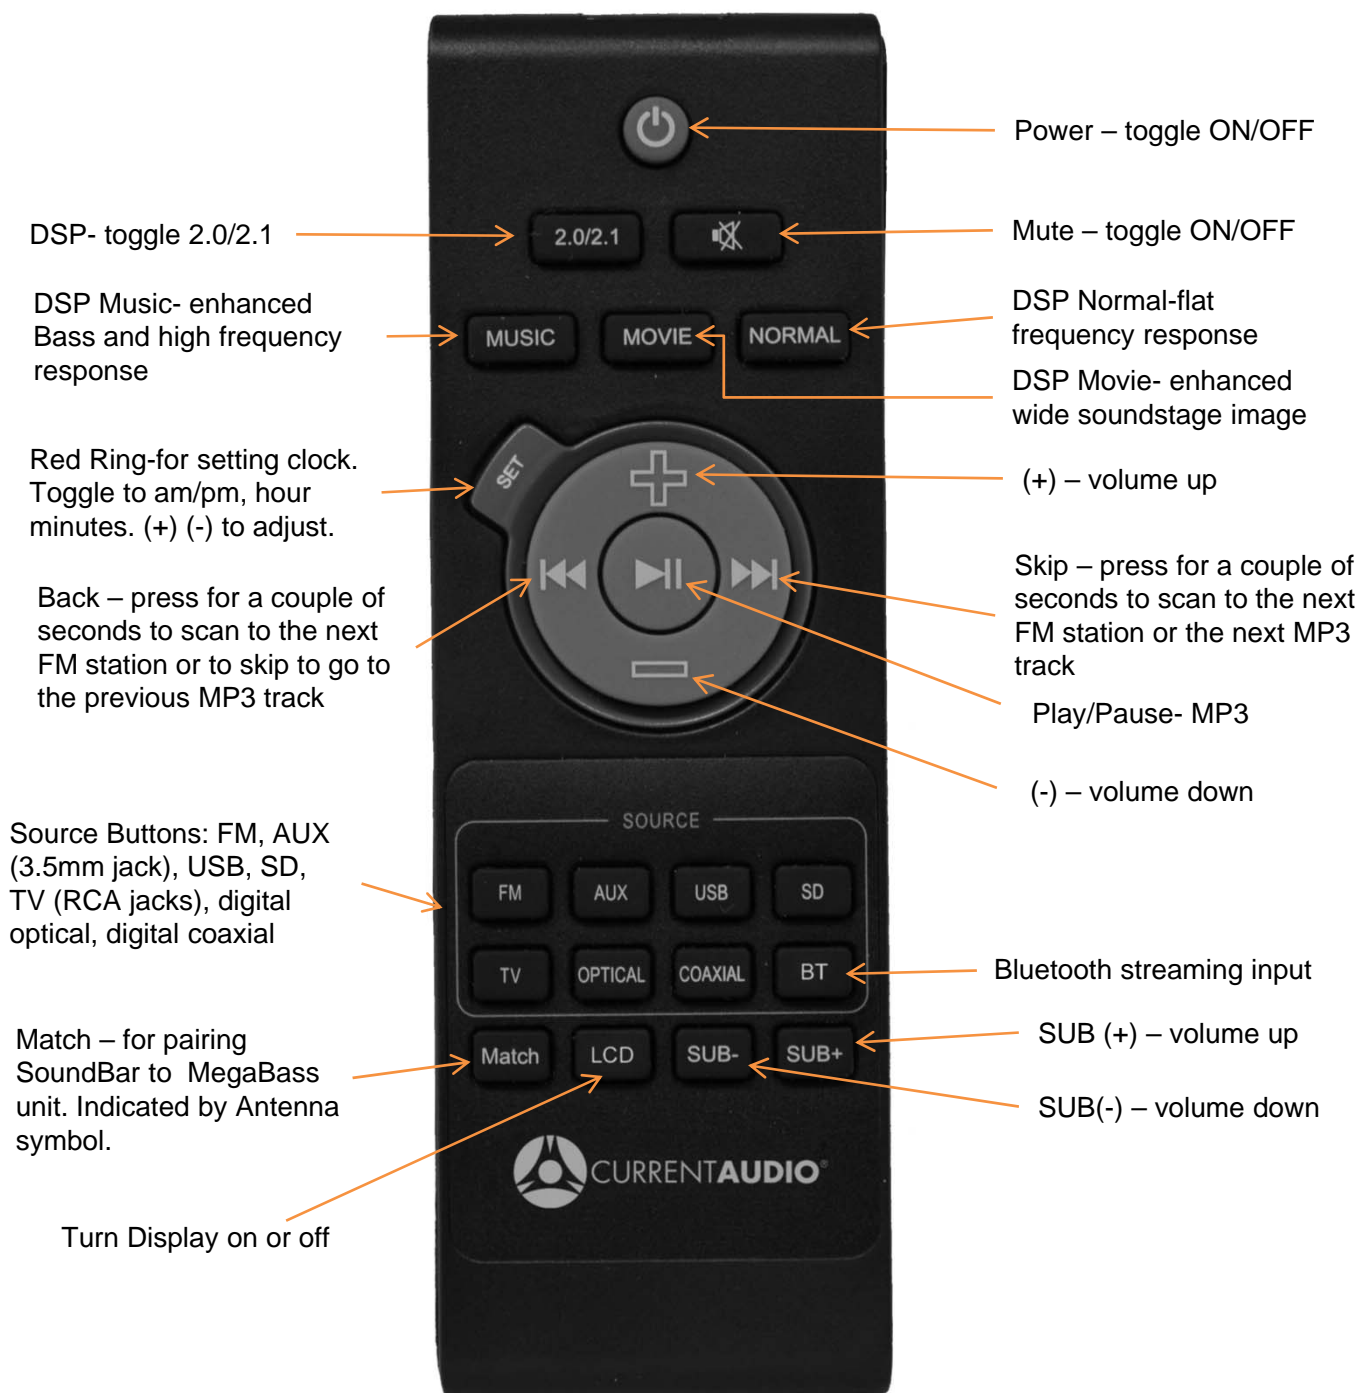 Power – toggle ON/OFF
DSP- toggle 2.0/2.1
2.0/2.1
Mute – toggle ON/OFF
DSP Music- enhanced
Bass and high frequency
response
MUSIC
MOVIE
NORMAL
DSP Normal-flat
frequency response
DSP Movie- enhanced
wide soundstage image
Red Ring-for setting clock.
Toggle to am/pm, hour
minutes. (+) (-) to adjust.
SET
(+) – volume up
Back – press for a couple of
seconds to scan to the next
FM station or to skip to go to
the previous MP3 track
Skip – press for a couple of
seconds to scan to the next
FM station or the next MP3
track
Play/Pause- MP3
(-) – volume down
Source Buttons: FM, AUX
(3.5mm jack), USB, SD,
TV (RCA jacks), digital
optical, digital coaxial
SOURCE
FM AUX USB SD
TV OPTICAL COAXIAL BT
Bluetooth streaming input
Match – for pairing
SoundBar to MegaBass
unit. Indicated by Antenna
symbol.
Match LCD SUB- SUB+
SUB (+) – volume up
SUB(-) – volume down
CURRENTAUDIO®
Turn Display on or off